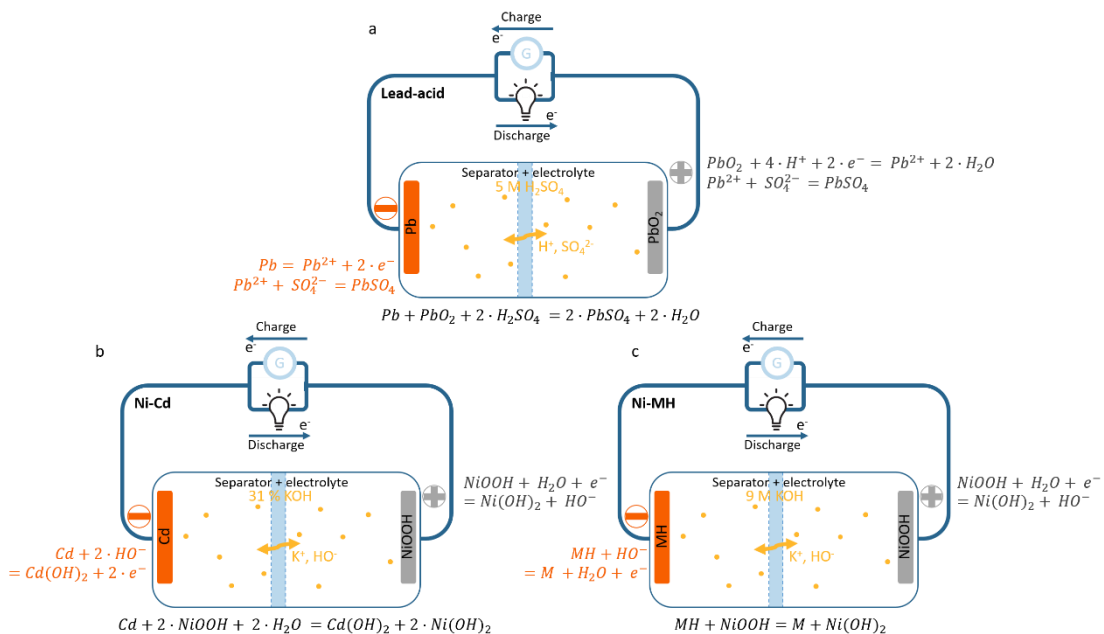 a
Charge
e⁻
G
Lead-acid
e⁻
Discharge
Separator + electrolyte
5 M H₂SO₄
Pb
PbO₂
H⁺, SO₄²⁻
PbO₂ + 4 · H⁺ + 2 · e⁻ = Pb²⁺ + 2 · H₂O
Pb²⁺ + SO₄²⁻ = PbSO₄
Pb = Pb²⁺ + 2 · e⁻
Pb²⁺ + SO₄²⁻ = PbSO₄
Pb + PbO₂ + 2 · H₂SO₄ = 2 · PbSO₄ + 2 · H₂O
b
Charge
e⁻
G
Ni-Cd
e⁻
Discharge
Separator + electrolyte
31 % KOH
Cd
NiOOH
K⁺, HO⁻
NiOOH + H₂O + e⁻
= Ni(OH)₂ + HO⁻
Cd + 2 · HO⁻
= Cd(OH)₂ + 2 · e⁻
Cd + 2 · NiOOH + 2 · H₂O = Cd(OH)₂ + 2 · Ni(OH)₂
c
Charge
e⁻
G
Ni-MH
e⁻
Discharge
Separator + electrolyte
9 M KOH
MH
NiOOH
K⁺, HO⁻
NiOOH + H₂O + e⁻
= Ni(OH)₂ + HO⁻
MH + HO⁻
= M + H₂O + e⁻
MH + NiOOH = M + Ni(OH)₂